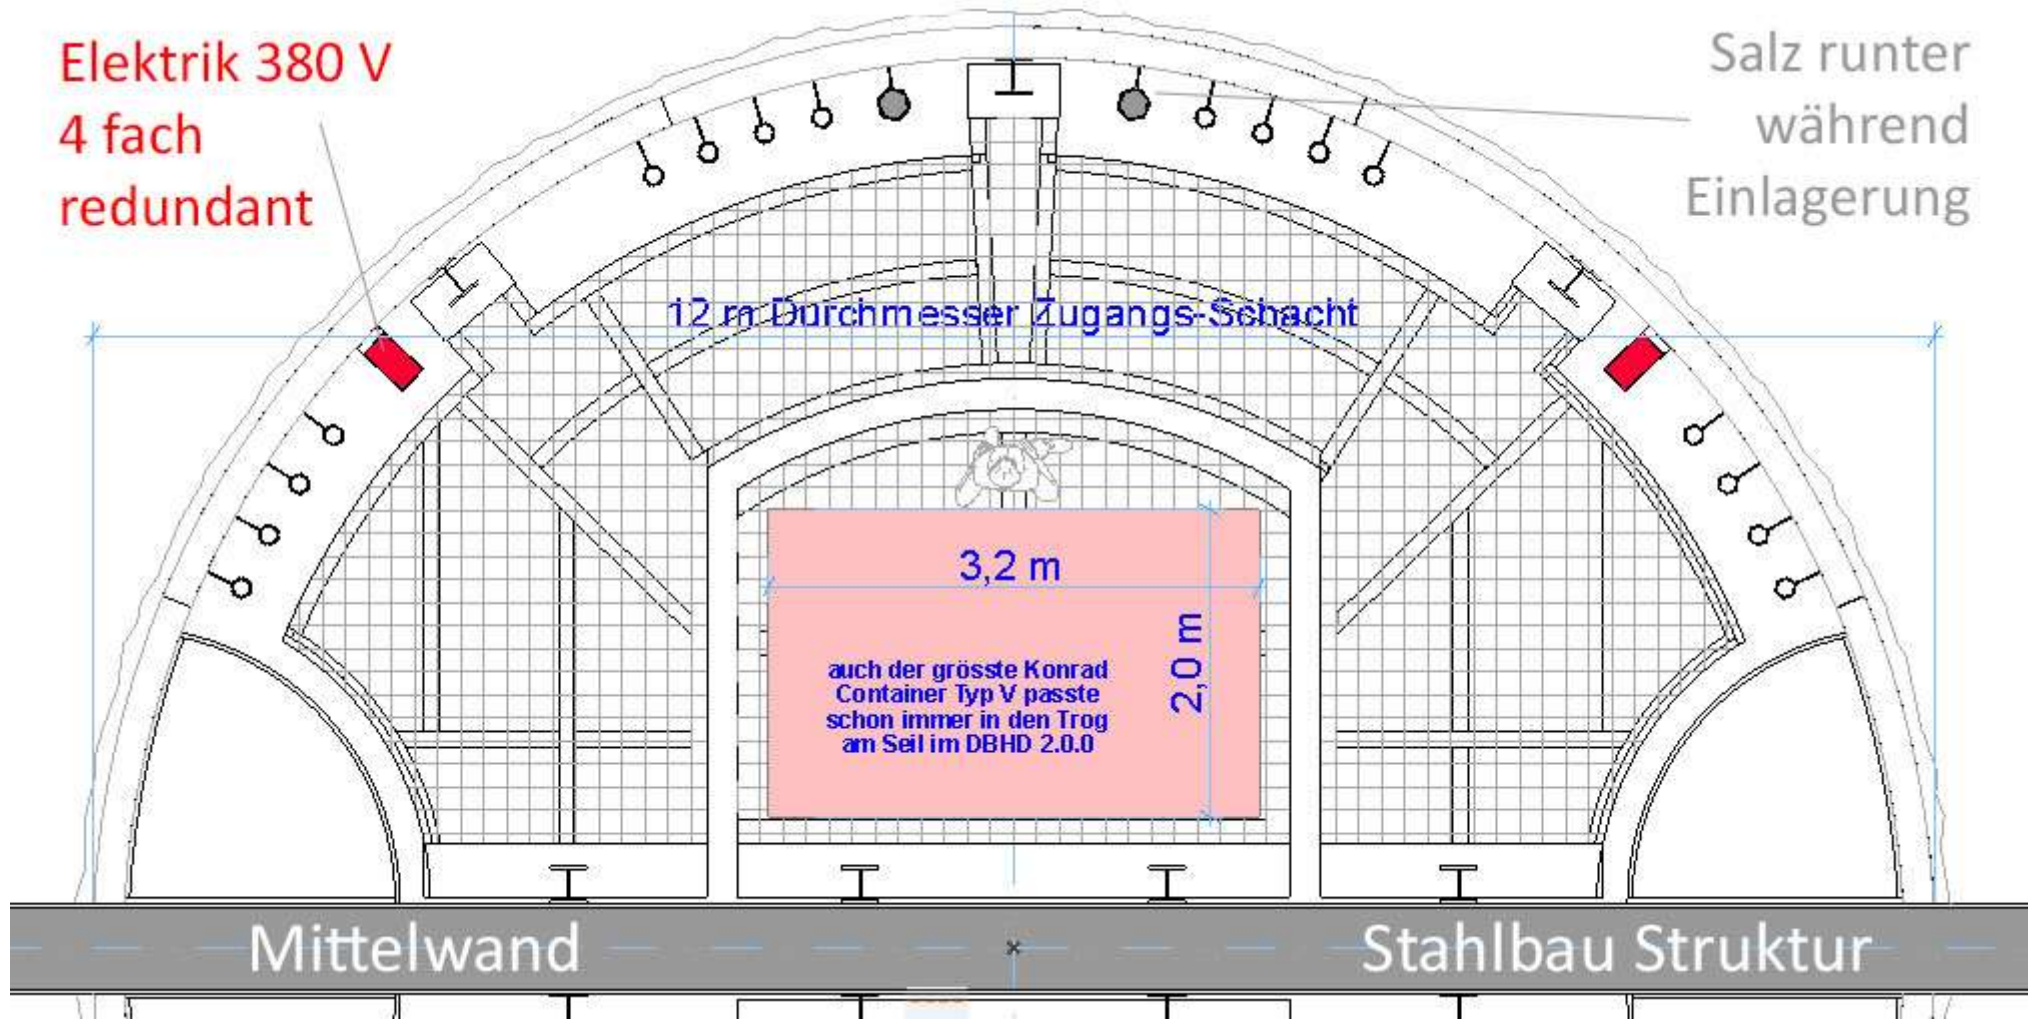 Elektrik 380 V
4 fach
redundant
Salz runter
während
Einlagerung
12 m Durchmesser Zugangs-Schacht
3,2 m
2,0 m
auch der grösste Konrad
Container Typ V passte
schon immer in den Trog
am Seil im DBHD 2.0.0
Mittelwand
Stahlbau Struktur